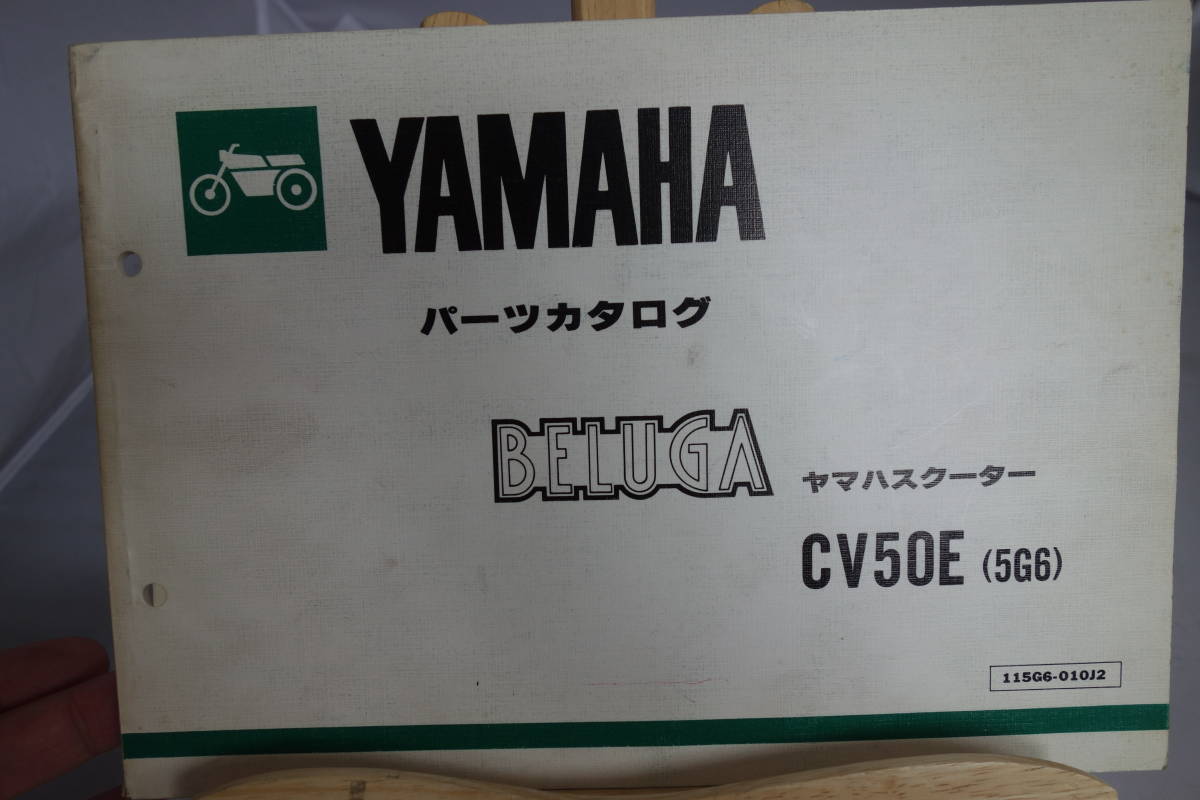 YAMAHA
パーツカタログ
BELUGA ヤマハスクーター
CV50E (5G6)
115G6-010J2